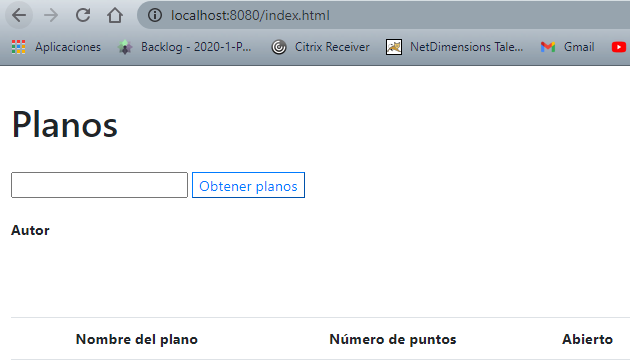 localhost:8080/index.html
Aplicaciones Backlog - 2020-1-P... Citrix Receiver NetDimensions Tale... Gmail
Planos
Obtener planos
Autor
Nombre del plano Número de puntos Abierto